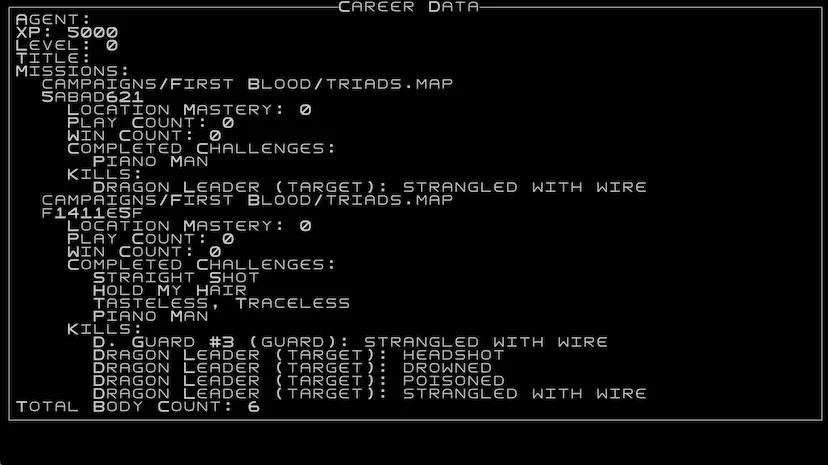 Career Data
Agent:
XP: 5000
Level: 0
Title:
Missions:
campaigns/First Blood/triads.map
5abad621
Location Mastery: 0
Play Count: 0
Win Count: 0
Completed Challenges:
Piano Man
Kills:
Dragon Leader (target): strangled with wire
campaigns/First Blood/triads.map
f1411e5f
Location Mastery: 0
Play Count: 0
Win Count: 0
Completed Challenges:
Straight Shot
Hold My Hair
Tasteless, Traceless
Piano Man
Kills:
D. Guard #3 (guard): strangled with wire
Dragon Leader (target): headshot
Dragon Leader (target): drowned
Dragon Leader (target): poisoned
Dragon Leader (target): strangled with wire
Total Body Count: 6